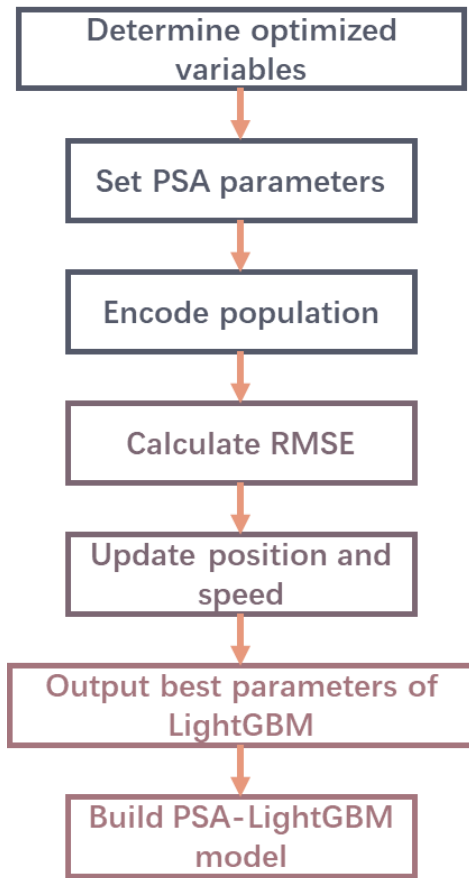 Determine optimized
variables
Set PSA parameters
Encode population
Calculate RMSE
Update position and
speed
Output best parameters of
LightGBM
Build PSA-LightGBM
model